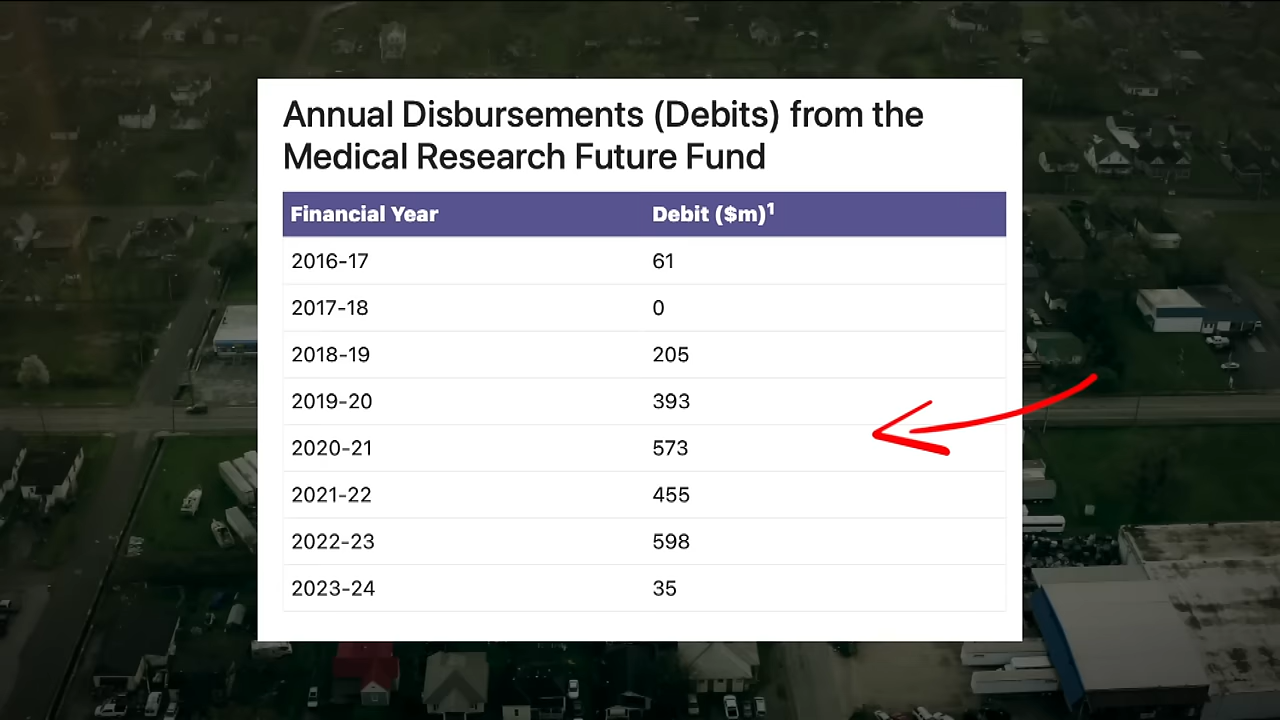 Annual Disbursements (Debits) from the
Medical Research Future Fund
Financial Year Debit ($m)¹
2016-17 61
2017-18 0
2018-19 205
2019-20 393
2020-21 573
2021-22 455
2022-23 598
2023-24 35